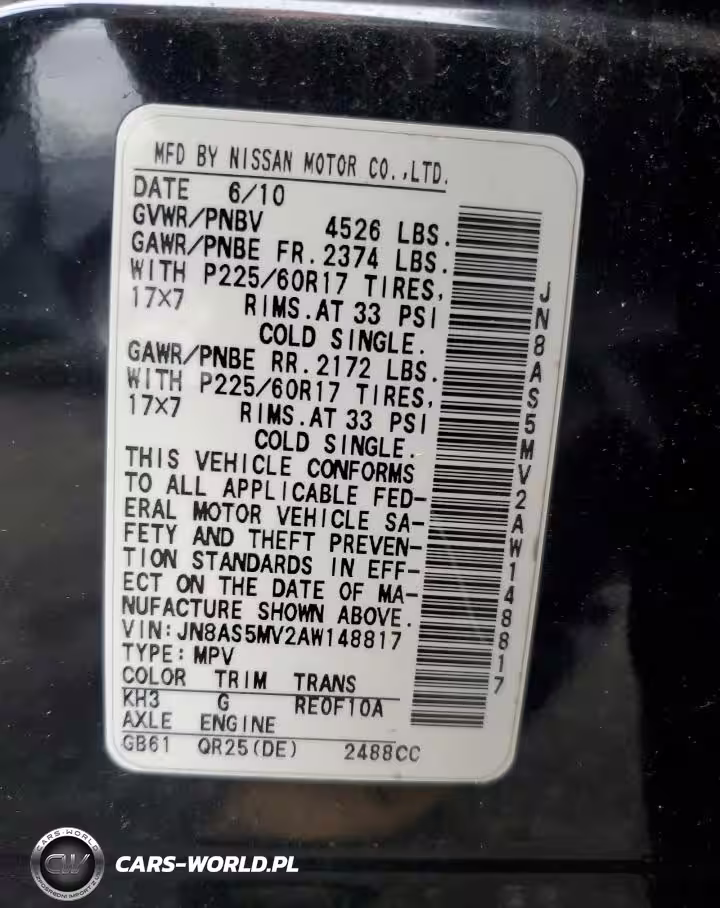 MFD BY NISSAN MOTOR CO.,LTD.
DATE 6/10
GVWR/PNBV 4526 LBS.
GAWR/PNBE FR.2374 LBS.
WITH P225/60R17 TIRES,
17X7 RIMS.AT 33 PSI
COLD SINGLE.
GAWR/PNBE RR.2172 LBS.
WITH P225/60R17 TIRES,
17X7 RIMS.AT 33 PSI
COLD SINGLE.
THIS VEHICLE CONFORMS
TO ALL APPLICABLE FED-
ERAL MOTOR VEHICLE SA-
FETY AND THEFT PREVEN-
TION STANDARDS IN EFF-
ECT ON THE DATE OF MA-
NUFACTURE SHOWN ABOVE.
VIN:JN8AS5MV2AW148817
TYPE:MPV
COLOR TRIM TRANS
KH3 G RE0F10A
AXLE ENGINE
GB61 QR25(DE) 2488CC
JN8AS5MV2AW148817
CARS-WORLD
CW
CARS-WORLD.PL